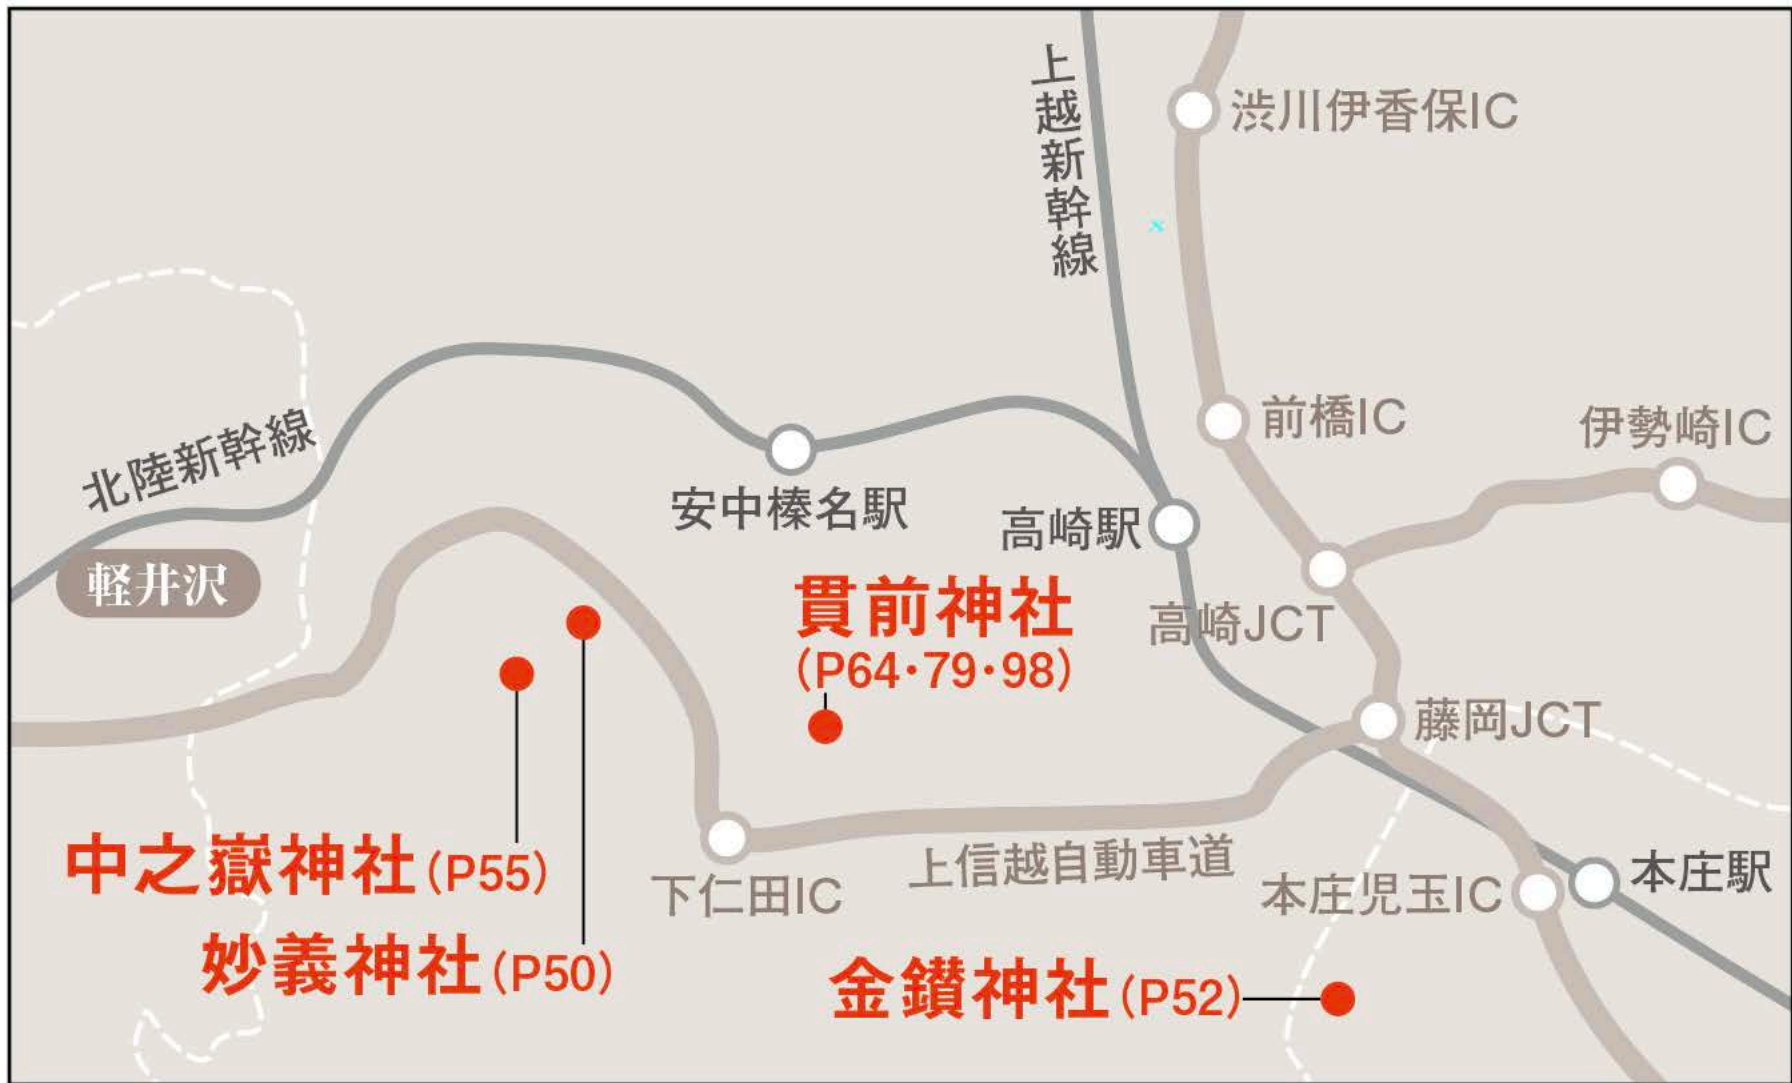 上越新幹線
渋川伊香保IC
前橋IC
伊勢崎IC
北陸新幹線
安中榛名駅
高崎駅
軽井沢
貫前神社
(P64・79・98)
高崎JCT
藤岡JCT
中之嶽神社(P55)
下仁田IC
上信越自動車道
本庄児玉IC
本庄駅
妙義神社(P50)
金鑚神社(P52)